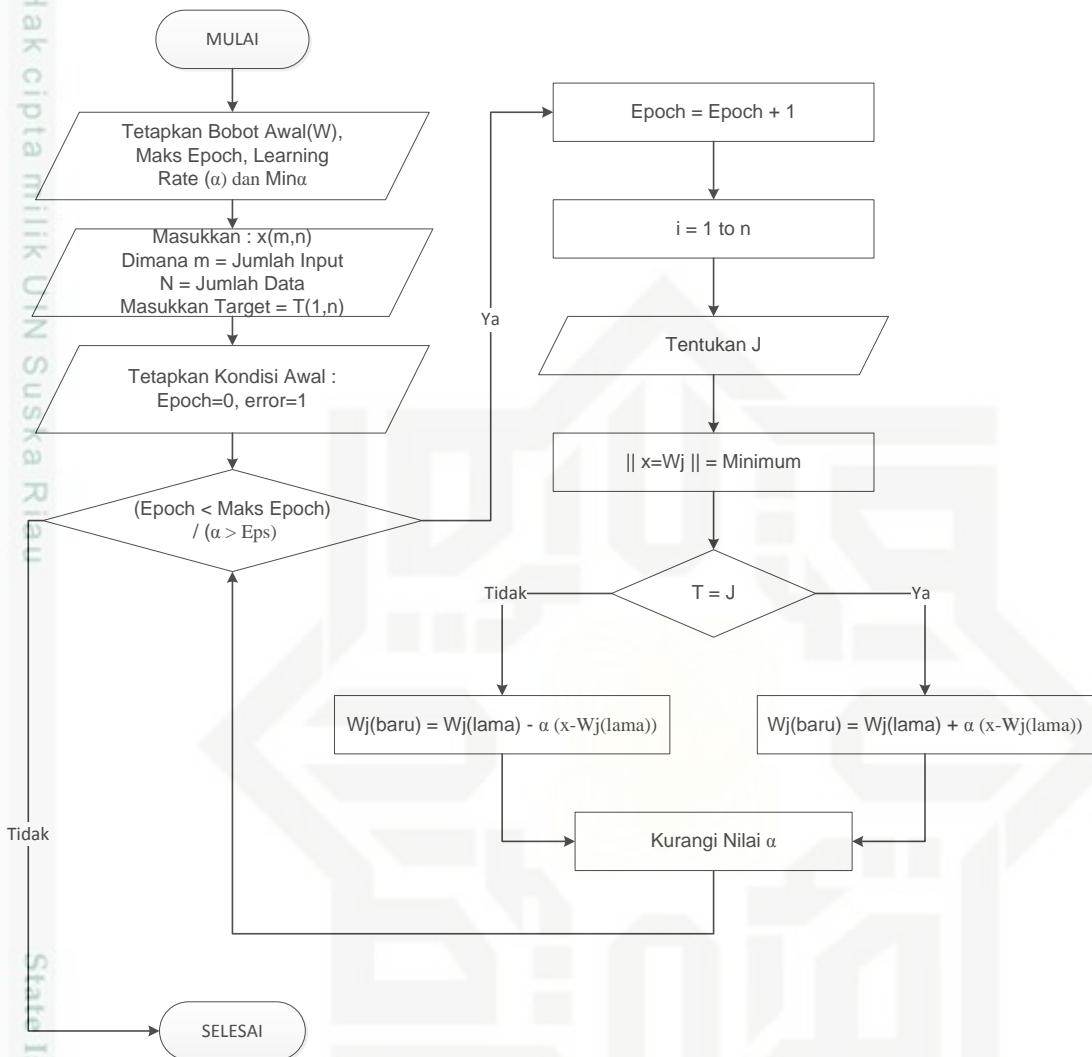 MULAI
Tetapkan Bobot Awal(W),
Maks Epoch, Learning
Rate (α) dan Minα
Masukkan : x(m,n)
Dimana m = Jumlah Input
N = Jumlah Data
Masukkan Target = T(1,n)
Tetapkan Kondisi Awal :
Epoch=0, error=1
(Epoch < Maks Epoch)
/ (α > Eps)
Ya
Tidak
Epoch = Epoch + 1
i = 1 to n
Tentukan J
|| x=Wj || = Minimum
T = J
Tidak
Ya
Wj(baru) = Wj(lama) - α (x-Wj(lama))
Wj(baru) = Wj(lama) + α (x-Wj(lama))
Kurangi Nilai α
SELESAI
cipta milik UIN Suska Riau
State